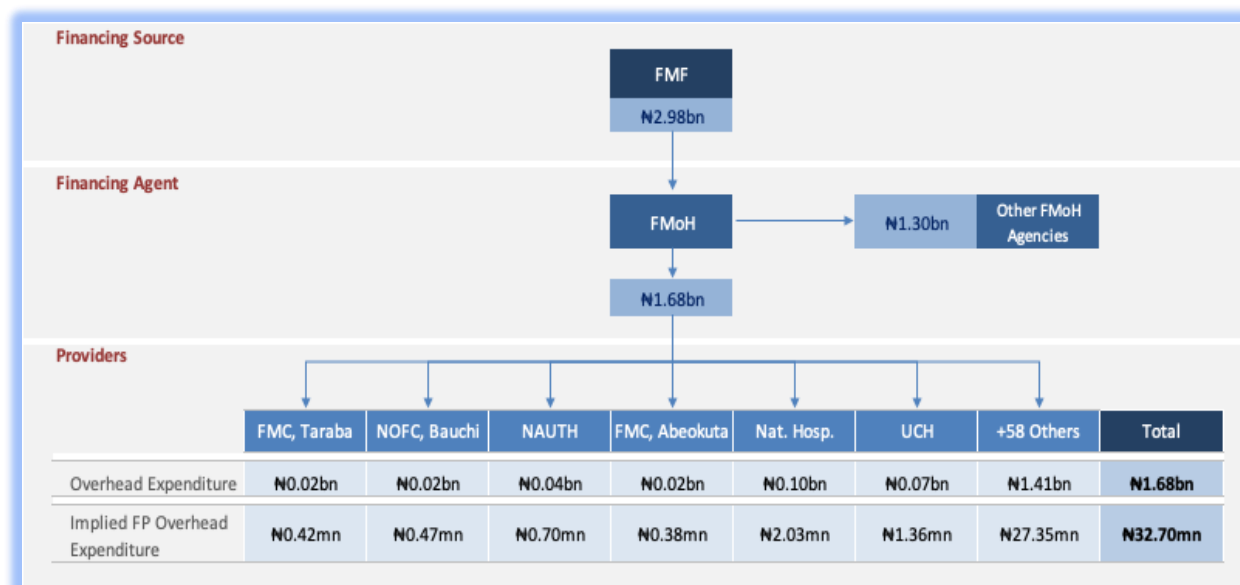 Financing Source
FMF
₦2.98bn
Financing Agent
FMoH
₦1.30bn
Other FMoH
Agencies
₦1.68bn
Providers
FMC, Taraba NOFC, Bauchi NAUTH FMC, Abeokuta Nat. Hosp. UCH +58 Others Total
Overhead Expenditure ₦0.02bn ₦0.02bn ₦0.04bn ₦0.02bn ₦0.10bn ₦0.07bn ₦1.41bn ₦1.68bn
Implied FP Overhead
Expenditure
₦0.42mn ₦0.47mn ₦0.70mn ₦0.38mn ₦2.03mn ₦1.36mn ₦27.35mn ₦32.70mn